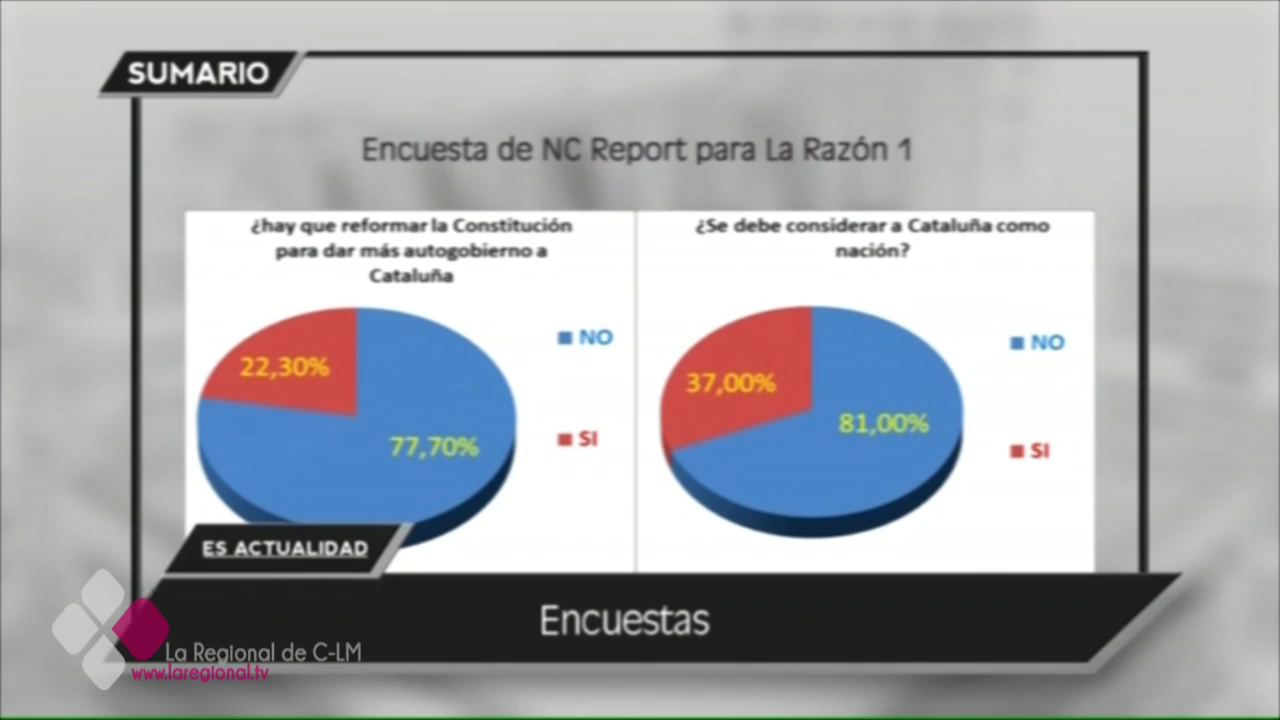 SUMARIO
Encuesta de NC Report para La Razón 1
¿hay que reformar la Constitución
para dar más autogobierno a
Cataluña
22,30%
77,70%
NO
SI
¿Se debe considerar a Cataluña como
nación?
37,00%
81,00%
NO
SI
ES ACTUALIDAD
Encuestas
La Regional de C-LM
www.laregional.tv